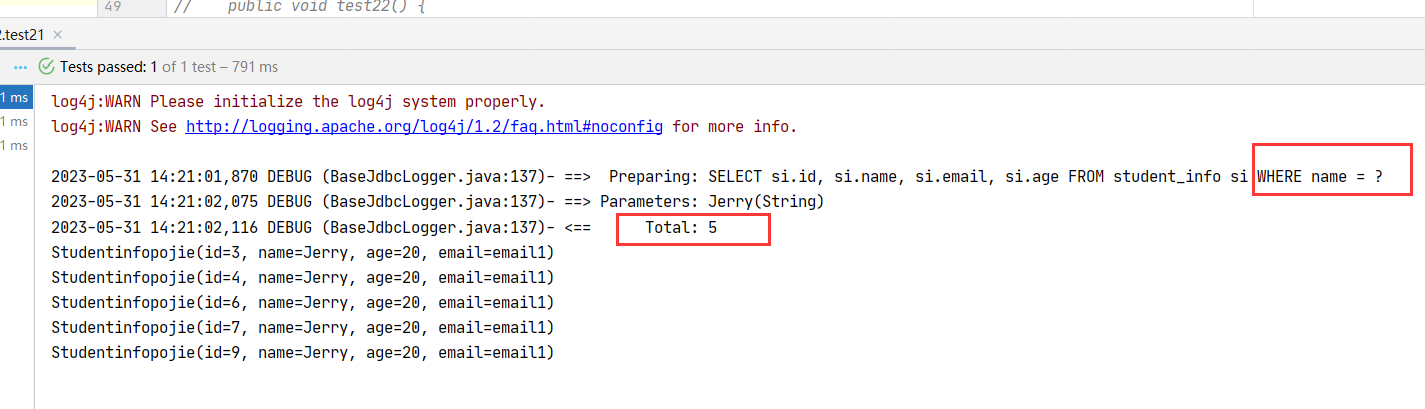 49 // public void test22() {
2.test21 ×
Tests passed: 1 of 1 test – 791 ms
1 ms
1 ms
1 ms
log4j:WARN Please initialize the log4j system properly.
log4j:WARN See http://logging.apache.org/log4j/1.2/faq.html#noconfig for more info.
2023-05-31 14:21:01,870 DEBUG (BaseJdbcLogger.java:137)- ==>  Preparing: SELECT si.id, si.name, si.email, si.age FROM student_info si WHERE name = ?
2023-05-31 14:21:02,075 DEBUG (BaseJdbcLogger.java:137)- ==> Parameters: Jerry(String)
2023-05-31 14:21:02,116 DEBUG (BaseJdbcLogger.java:137)- <==      Total: 5
Studentinfopojie(id=3, name=Jerry, age=20, email=email1)
Studentinfopojie(id=4, name=Jerry, age=20, email=email1)
Studentinfopojie(id=6, name=Jerry, age=20, email=email1)
Studentinfopojie(id=7, name=Jerry, age=20, email=email1)
Studentinfopojie(id=9, name=Jerry, age=20, email=email1)